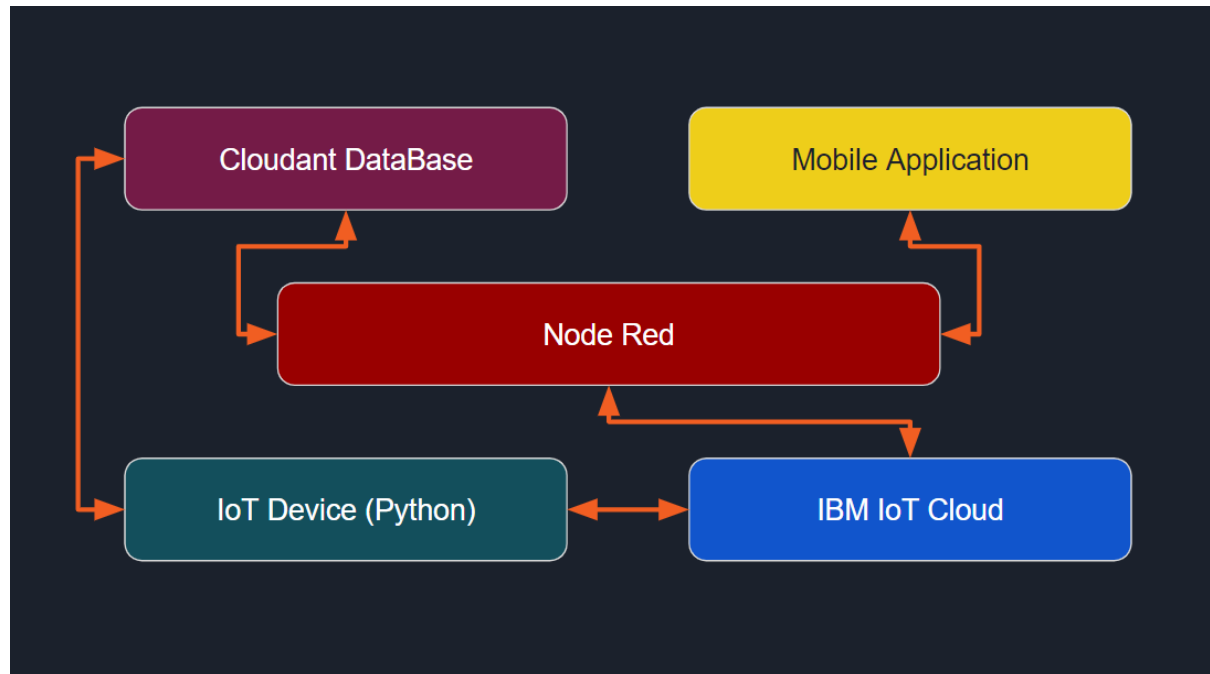 Cloudant DataBase
Mobile Application
Node Red
IoT Device (Python)
IBM IoT Cloud